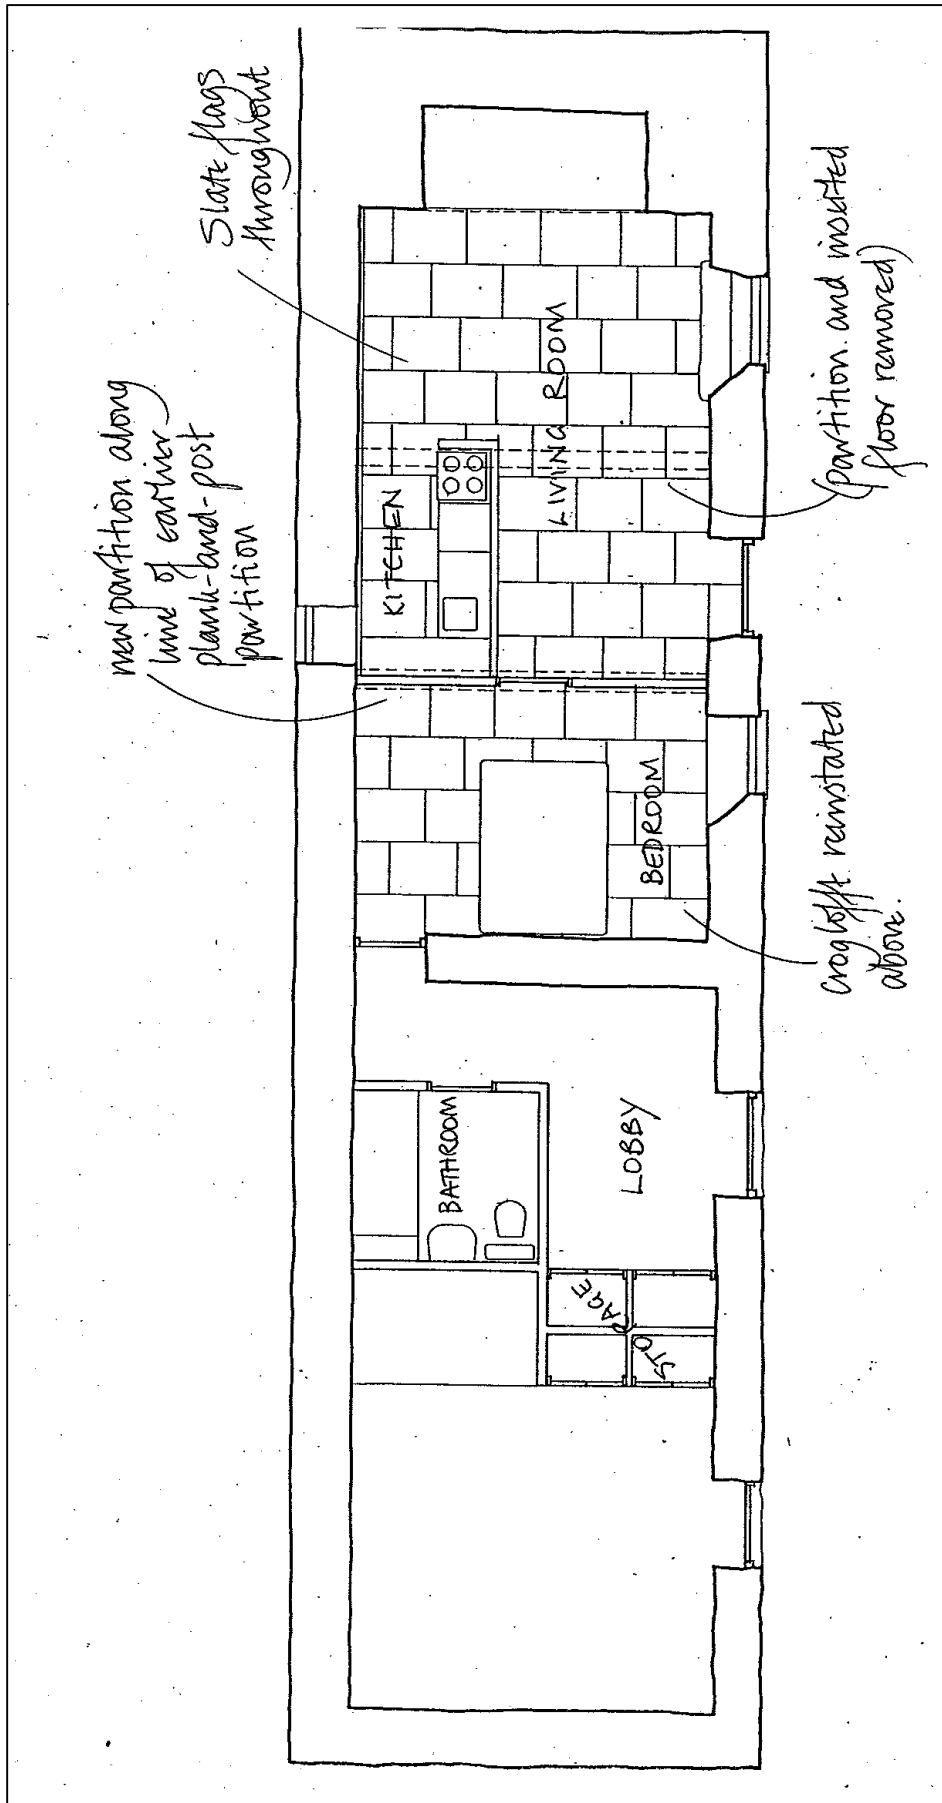 new partition along
line of earlier
plank-and-post
partition
Slate flags
throughout
KITCHEN
LIVING ROOM
BATHROOM
BEDROOM
LOBBY
STORAGE
Croglofft reinstated
above.
(partition and inserted
floor removed)